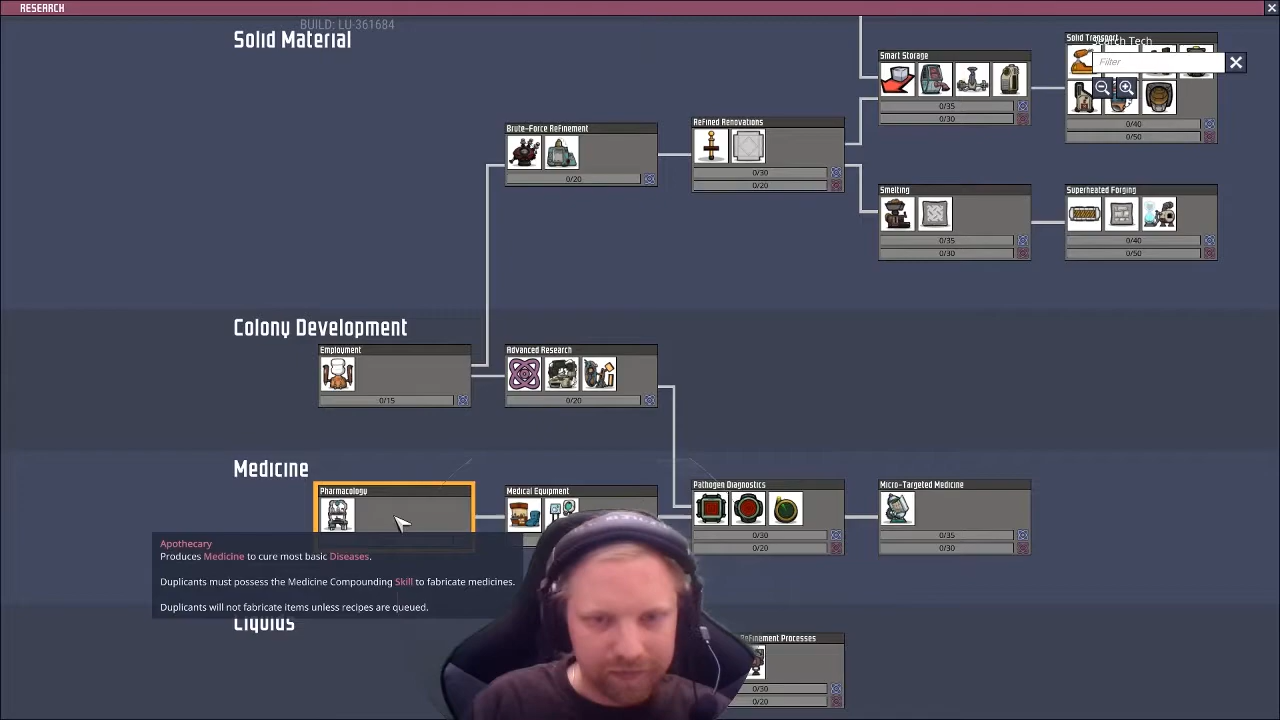 RESEARCH
BUILD: LU-361684
Solid Material
Smart Storage
0/35
0/30
Search Tech
Filter
0/40
0/50
Brute-Force Refinement
0/20
Refined Renovations
0/30
0/20
Smelting
0/35
0/30
Superheated Forging
0/40
0/50
Colony Development
Employment
0/15
Advanced Research
0/20
Medicine
Pharmacology
Medical Equipment
Pathogen Diagnostics
0/30
0/20
Micro-Targeted Medicine
0/35
0/30
Apothecary
Produces Medicine to cure most basic Diseases.
Duplicants must possess the Medicine Compounding Skill to fabricate medicines.
Duplicants will not fabricate items unless recipes are queued.
Liquids
Refinement Processes
0/30
0/20